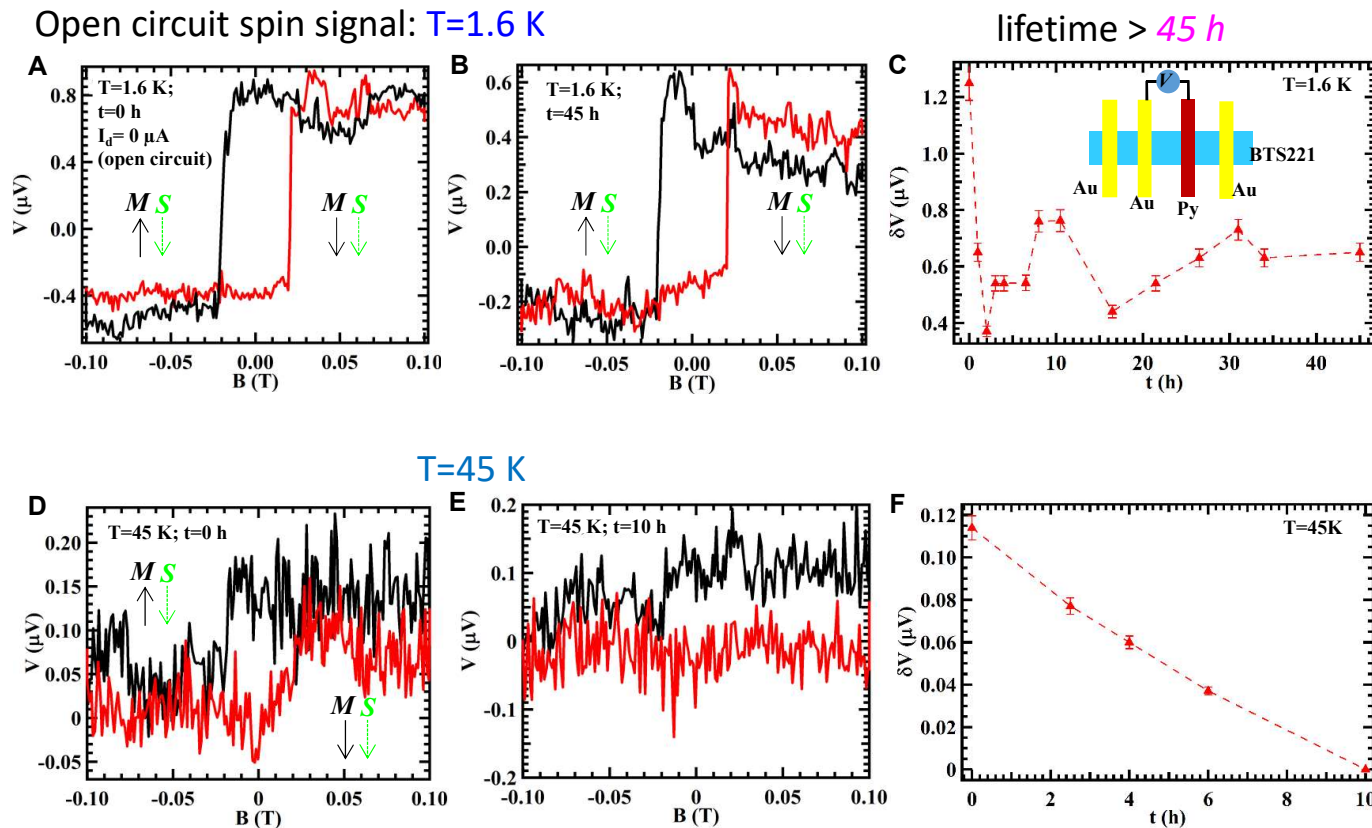 Open circuit spin signal: T=1.6 K
lifetime > 45 h
A
T=1.6 K;
t=0 h
I_d= 0 µA
(open circuit)
M S
M S
V (µV)
0.8
0.4
0.0
-0.4
-0.10 -0.05 0.00 0.05 0.10
B (T)
B
T=1.6 K;
t=45 h
M S
M S
V (µV)
0.6
0.4
0.2
0.0
-0.2
-0.10 -0.05 0.00 0.05 0.10
B (T)
C
T=1.6 K
V
BTS221
Au
Au
Py
Au
δV (µV)
1.2
1.0
0.8
0.6
0.4
0 10 20 30 40
t (h)
T=45 K
D
T=45 K; t=0 h
M S
M S
V (µV)
0.20
0.15
0.10
0.05
0
-0.05
-0.10 -0.05 0 0.05 0.10
B (T)
E
T=45 K; t=10 h
V (µV)
0.2
0.1
0
-0.1
-0.2
-0.10 -0.05 0 0.05 0.10
B (T)
F
T=45K
δV (µV)
0.12
0.10
0.08
0.06
0.04
0.02
0
0 2 4 6 8 10
t (h)